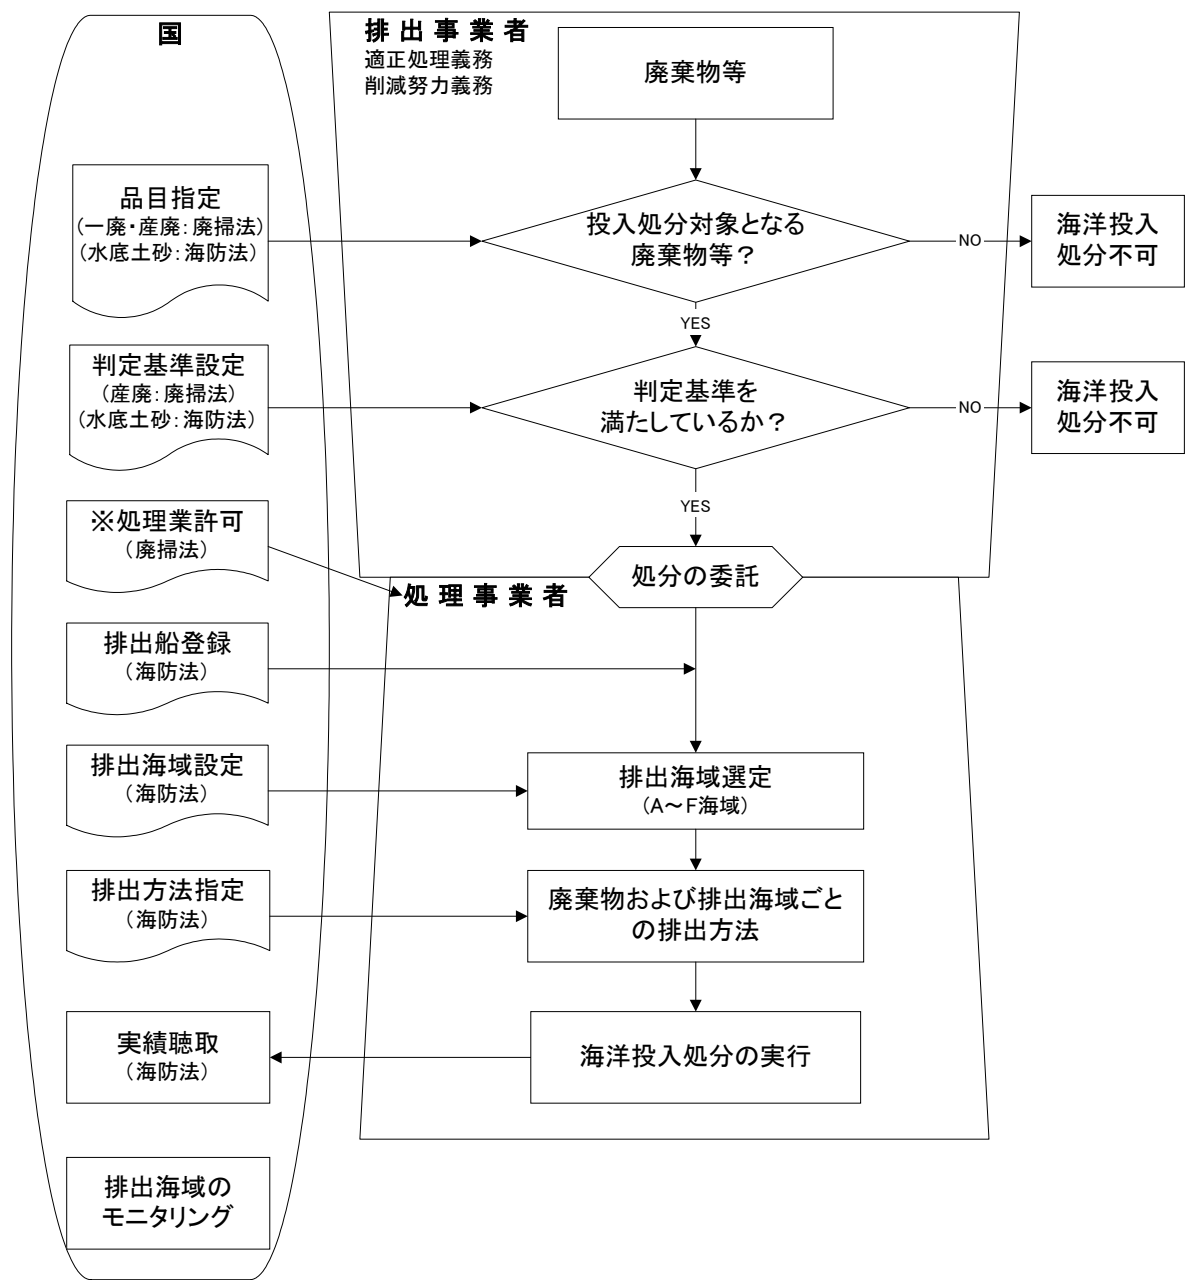 国
排出事業者
適正処理義務
削減努力義務
廃棄物等
品目指定
（一廃・産廃：廃掃法）
（水底土砂：海防法）
投入処分対象となる
廃棄物等？
NO
海洋投入
処分不可
YES
判定基準設定
（産廃：廃掃法）
（水底土砂：海防法）
判定基準を
満たしているか？
NO
海洋投入
処分不可
YES
※処理業許可
（廃掃法）
処分の委託
処理事業者
排出船登録
（海防法）
排出海域設定
（海防法）
排出海域選定
（A～F海域）
排出方法指定
（海防法）
廃棄物および排出海域ごと
の排出方法
実績聴取
（海防法）
海洋投入処分の実行
排出海域の
モニタリング